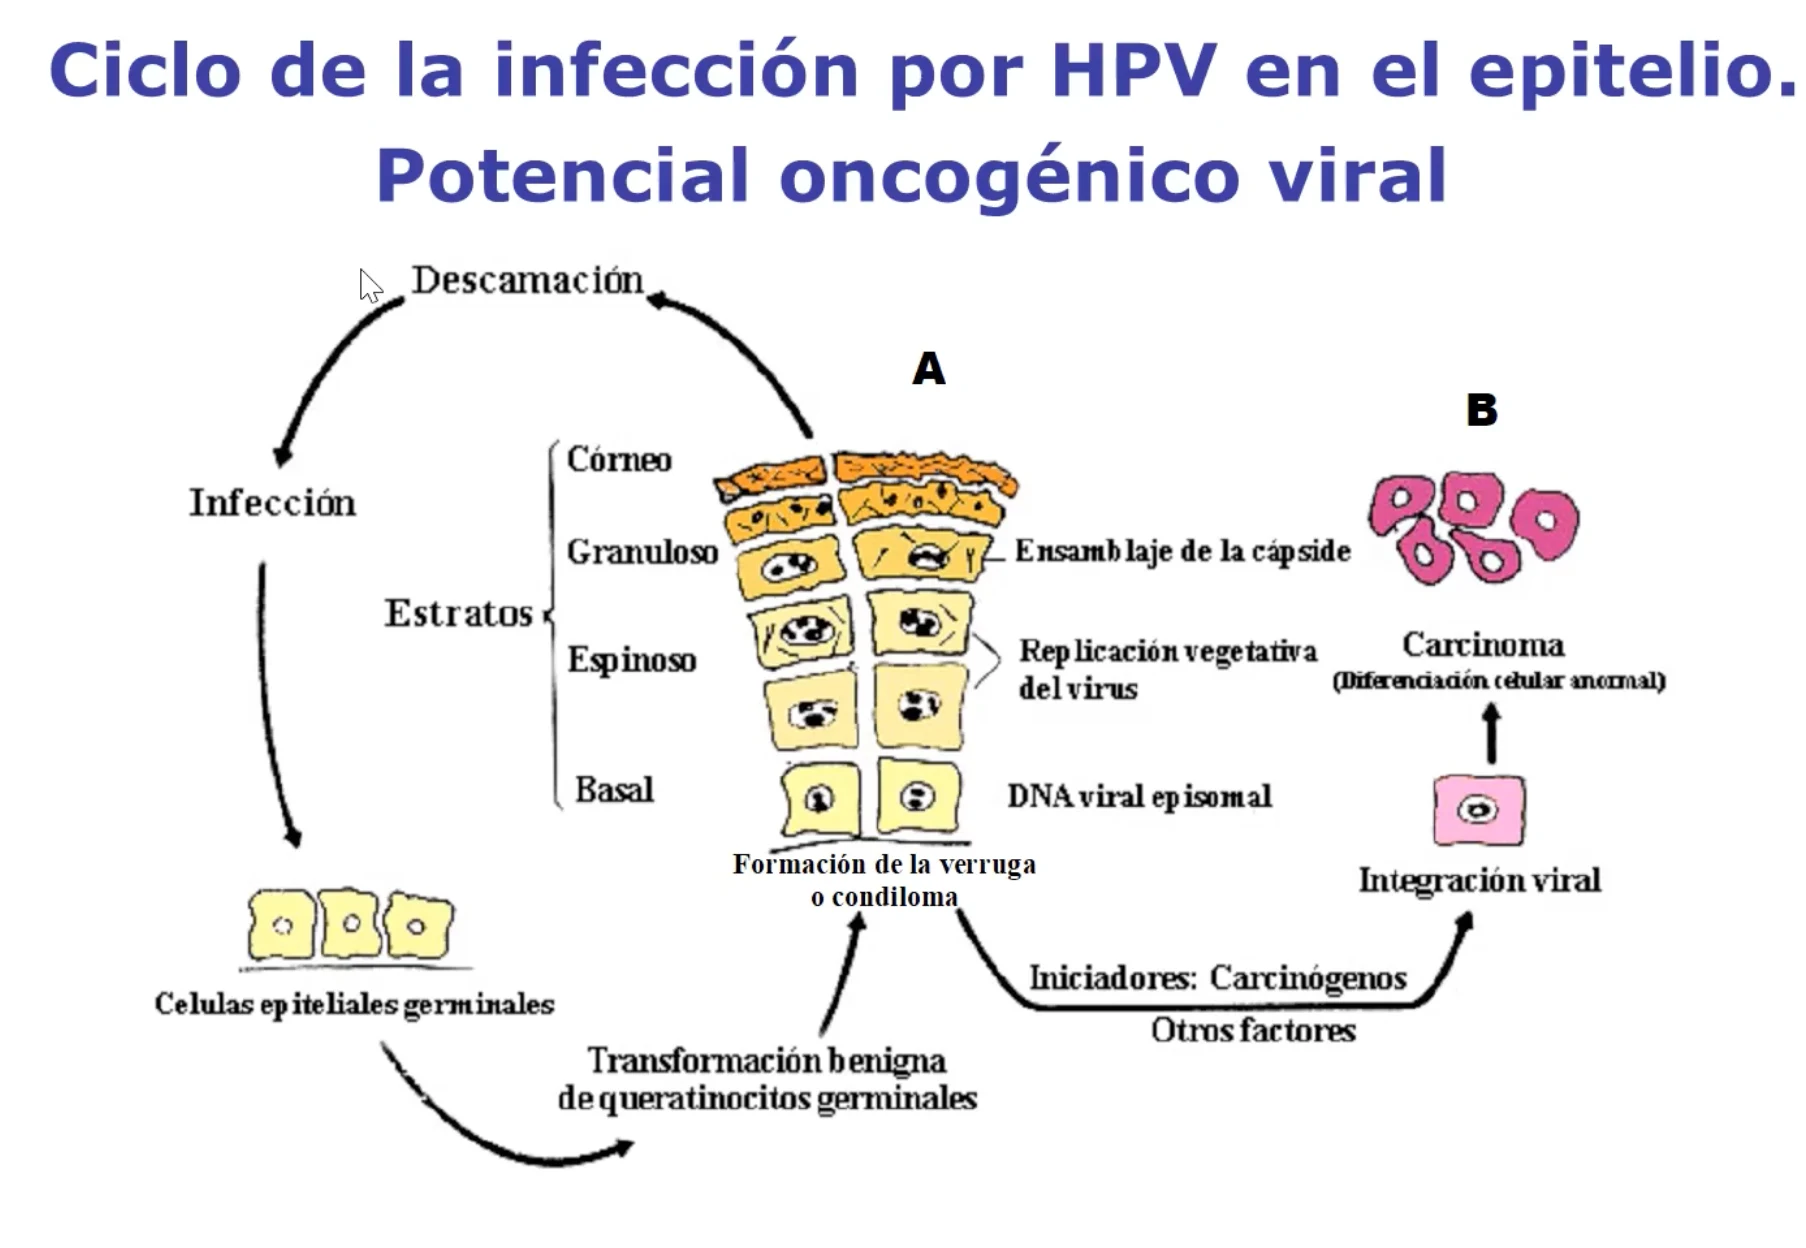 Ciclo de la infección por HPV en el epitelio.
Potencial oncogénico viral
Descamación
A
B
Infección
Estratos
Córneo
Granuloso
Espinoso
Basal
Ensamblaje de la cápside
Replicación vegetativa
del virus
DNA viral episomal
Carcinoma
(Diferenciación celular anormal)
Integración viral
Formación de la verruga
o condiloma
Celulas epiteliales germinales
Transformación benigna
de queratinocitos germinales
Iniciadores: Carcinógenos
Otros factores